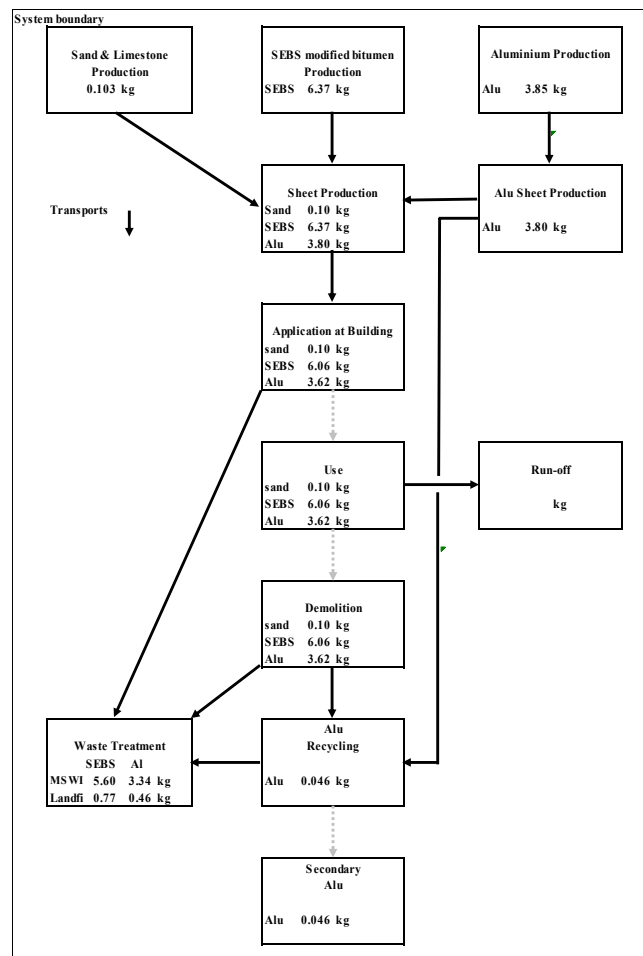 System boundary
Sand & Limestone
Production
0.103 kg
SEBS modified bitumen
Production
SEBS 6.37 kg
Aluminium Production
Alu 3.85 kg
Sheet Production
Sand 0.10 kg
SEBS 6.37 kg
Alu 3.80 kg
Alu Sheet Production
Alu 3.80 kg
Transports
Application at Building
sand 0.10 kg
SEBS 6.06 kg
Alu 3.62 kg
Use
sand 0.10 kg
SEBS 6.06 kg
Alu 3.62 kg
Run-off
kg
Demolition
sand 0.10 kg
SEBS 6.06 kg
Alu 3.62 kg
Waste Treatment
SEBS Al
MSWI 5.60 3.34 kg
Landfi 0.77 0.46 kg
Alu
Recycling
Alu 0.046 kg
Secondary
Alu
Alu 0.046 kg